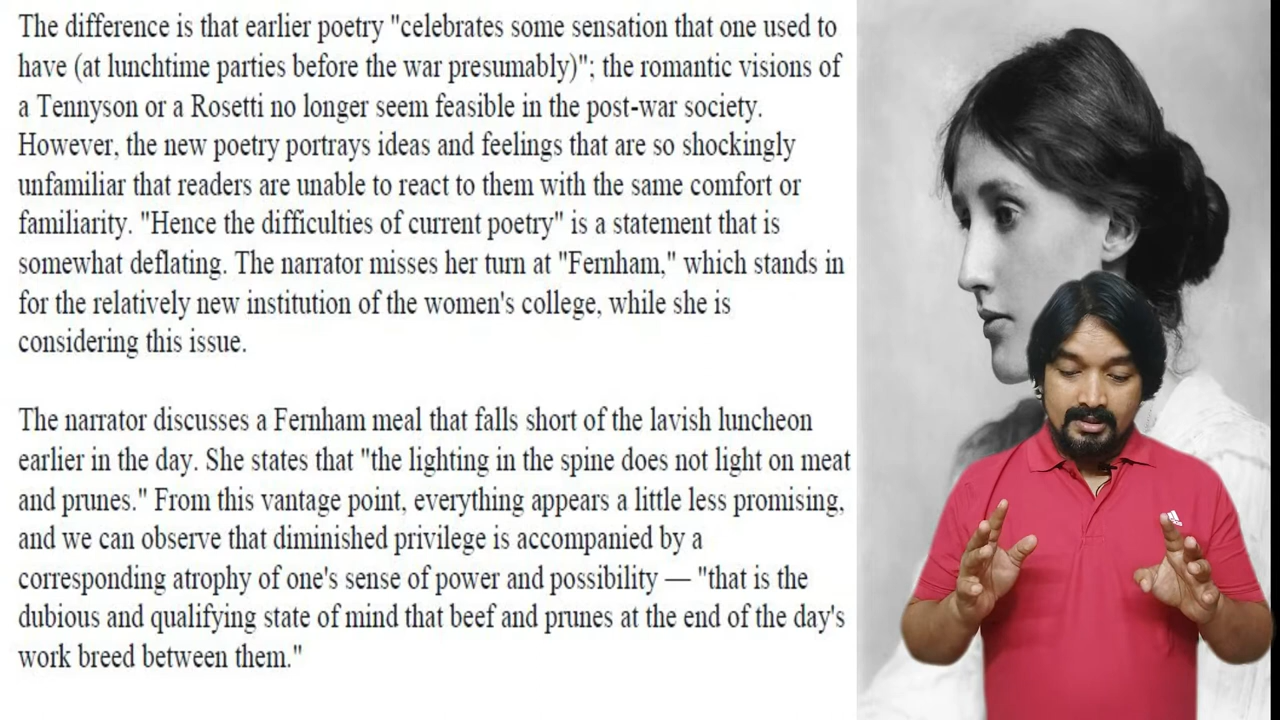 The difference is that earlier poetry "celebrates some sensation that one used to
have (at lunchtime parties before the war presumably)"; the romantic visions of
a Tennyson or a Rosetti no longer seem feasible in the post-war society.
However, the new poetry portrays ideas and feelings that are so shockingly
unfamiliar that readers are unable to react to them with the same comfort or
familiarity. "Hence the difficulties of current poetry" is a statement that is
somewhat deflating. The narrator misses her turn at "Fernham," which stands in
for the relatively new institution of the women's college, while she is
considering this issue.
The narrator discusses a Fernham meal that falls short of the lavish luncheon
earlier in the day. She states that "the lighting in the spine does not light on meat
and prunes." From this vantage point, everything appears a little less promising,
and we can observe that diminished privilege is accompanied by a
corresponding atrophy of one's sense of power and possibility — "that is the
dubious and qualifying state of mind that beef and prunes at the end of the day's
work breed between them."